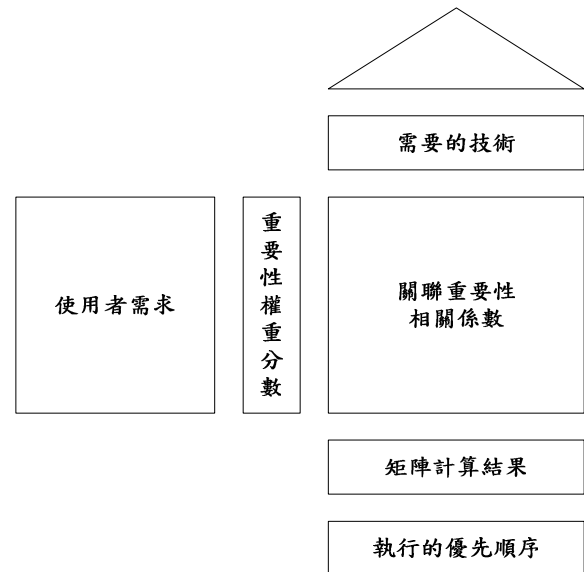 需要的技術
使用者需求
重要性權重分數
關聯重要性
相關係數
矩陣計算結果
執行的優先順序